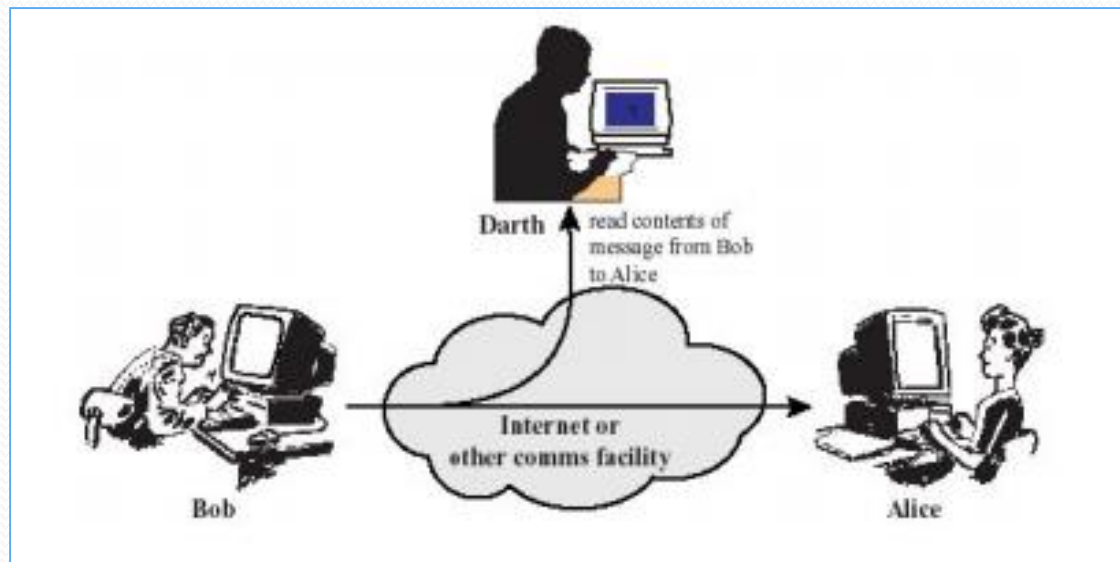 Darth
read contents of
message from Bob
to Alice
Internet or
other comms facility
Bob
Alice